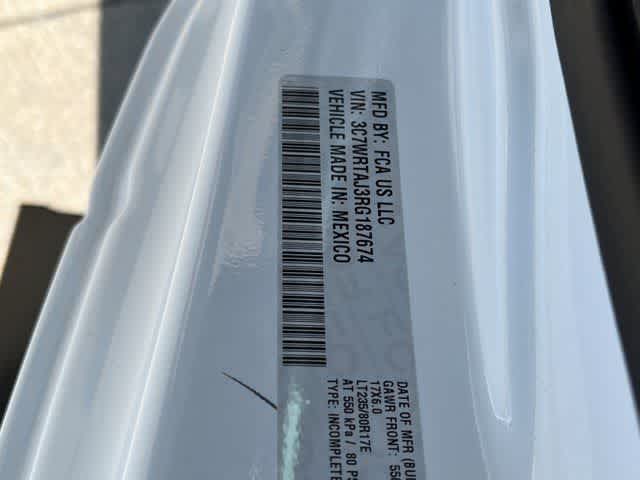 MFD BY: FCA US LLC
VIN: 3C7WRTAJ3RG187674
VEHICLE MADE IN: MEXICO
DATE OF MFR
GAWR FRONT:
17X6.0
LT235/80R17E
AT 550 kPa / 80
TYPE: INCOMPLETE